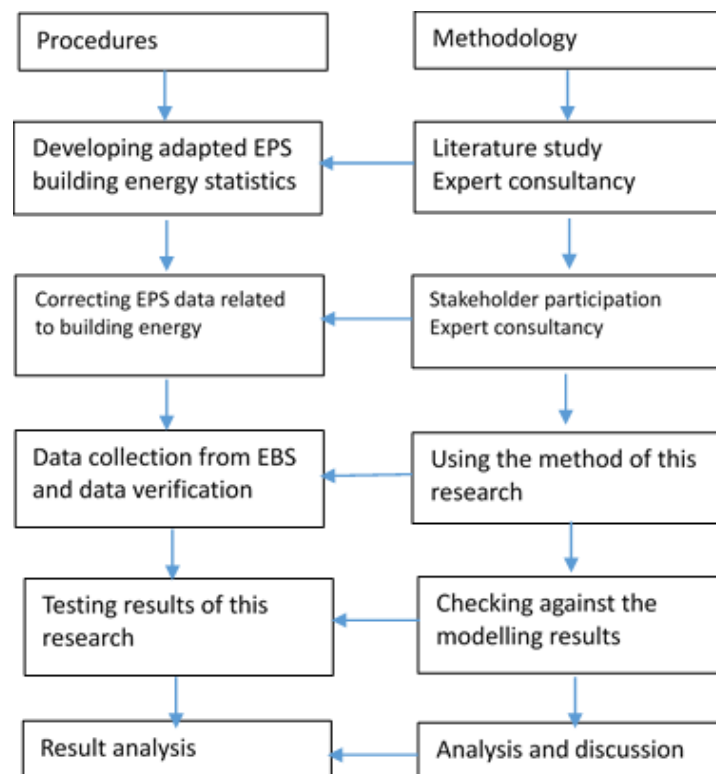 Procedures
Methodology
Developing adapted EPS
building energy statistics
Literature study
Expert consultancy
Correcting EPS data related
to building energy
Stakeholder participation
Expert consultancy
Data collection from EBS
and data verification
Using the method of this
research
Testing results of this
research
Checking against the
modelling results
Result analysis
Analysis and discussion